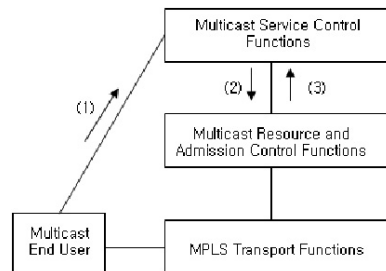 Multicast Service Control
Functions
(1)
(2)
(3)
Multicast Resource and
Admission Control Functions
Multicast
End User
MPLS Transport Functions